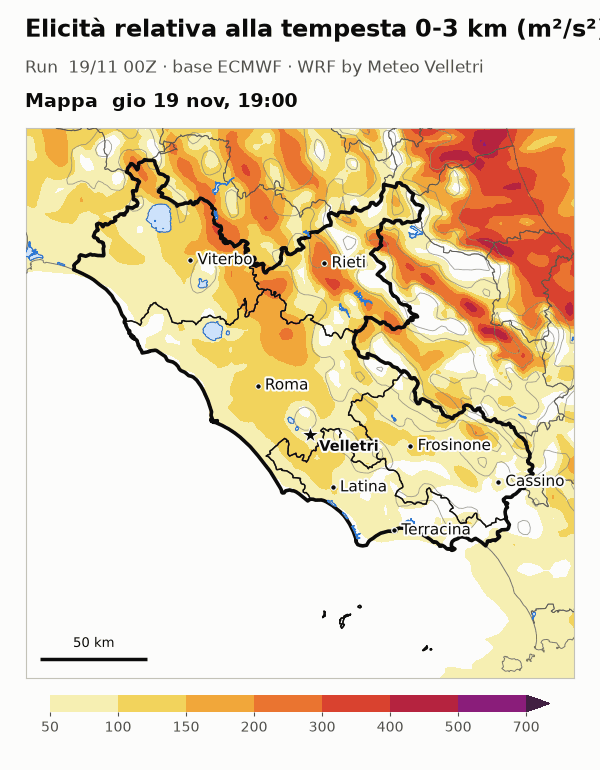 Elicità relativa alla tempesta 0-3 km (m²/s²)
Run  19/11 00Z · base ECMWF · WRF by Meteo Velletri
Mappa  gio 19 nov, 19:00
Viterbo
Rieti
Roma
Velletri
Frosinone
Latina
Cassino
Terracina
50 km
50 100 150 200 300 400 500 700